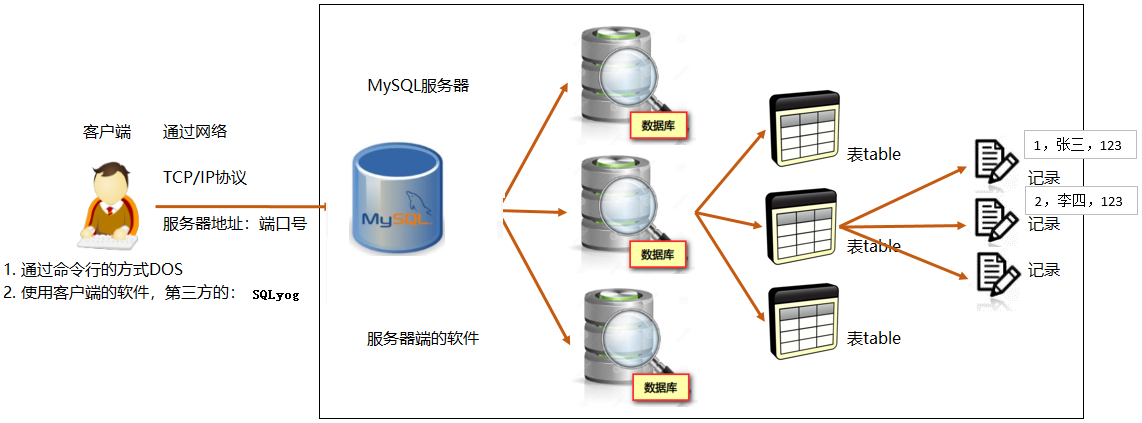 客户端
通过网络
TCP/IP协议
服务器地址：端口号
1. 通过命令行的方式DOS
2. 使用客户端的软件，第三方的： SQLyog
MySQL服务器
MySQL
服务器端的软件
数据库
数据库
数据库
表table
表table
表table
1，张三，123
记录
2，李四，123
记录
记录